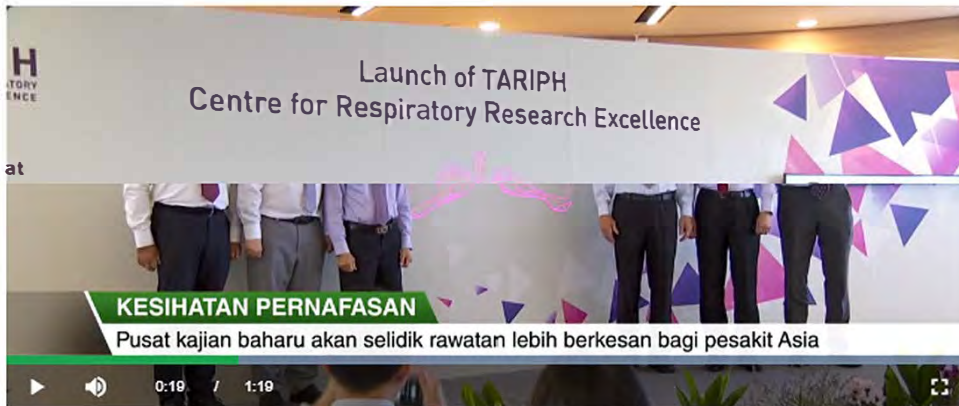 H
TORY
ENCE
Launch of TARIPH
Centre for Respiratory Research Excellence
at
KESIHATAN PERNAFASAN
Pusat kajian baharu akan selidik rawatan lebih berkesan bagi pesakit Asia
0:19 / 1:19